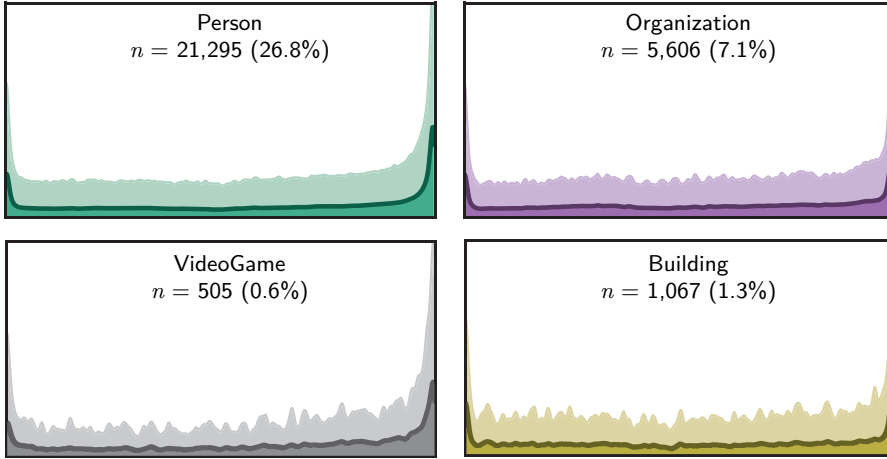 Person
n = 21,295 (26.8%)
Organization
n = 5,606 (7.1%)
VideoGame
n = 505 (0.6%)
Building
n = 1,067 (1.3%)